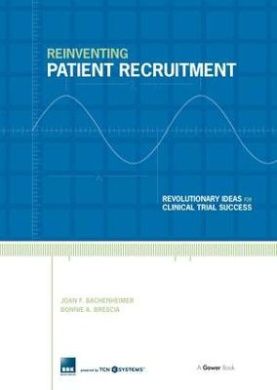 REINVENTING
PATIENT RECRUITMENT
REVOLUTIONARY IDEAS FOR
CLINICAL TRIAL SUCCESS
JOAN F. BACHENHEIMER
BONNIE A. BRESCIA
BBK
powered by TCN SYSTEMS
A Gower Book